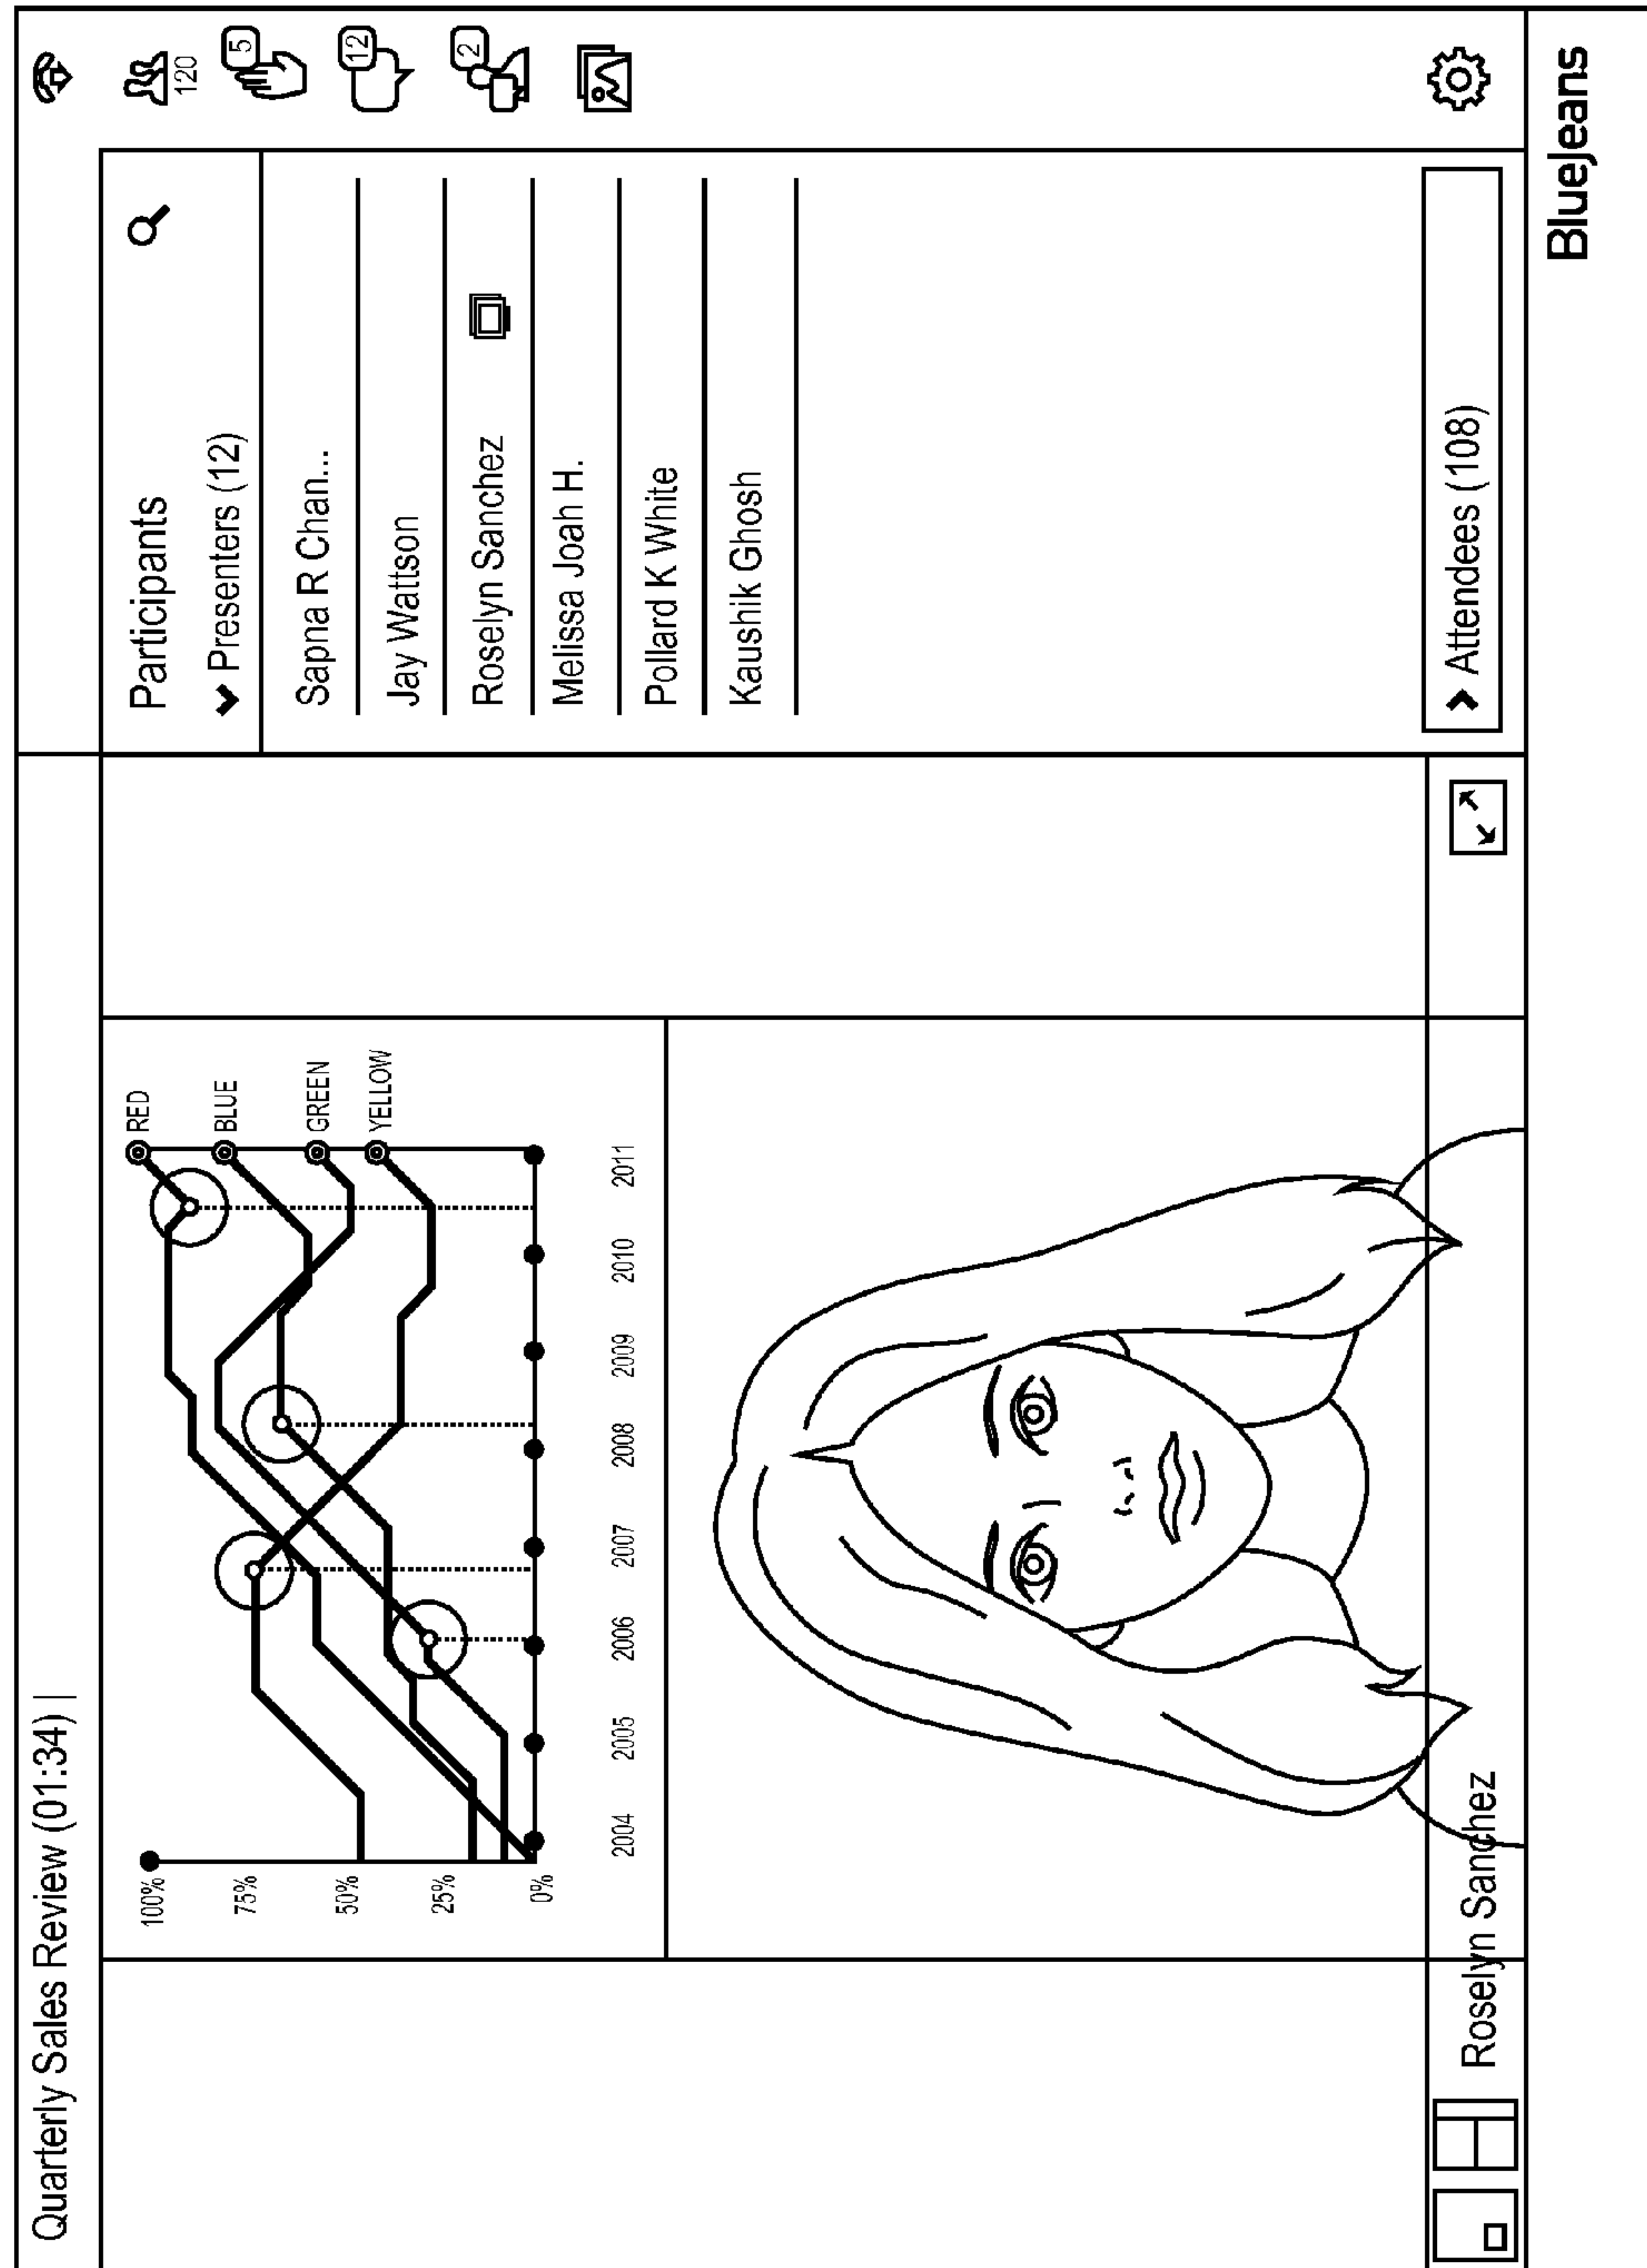 Quarterly Sales Review (01:34) |
100%
75%
50%
25%
0%
RED
BLUE
GREEN
YELLOW
2004 2005 2006 2007 2008 2009 2010 2011
Roselyn Sanchez
Participants
Presenters (12)
Sapna R Chan...
Jay Wattson
Roselyn Sanchez
Melissa Joah H.
Pollard K White
Kaushik Ghosh
Attendees (108)
120
5
12
2
BlueJeans